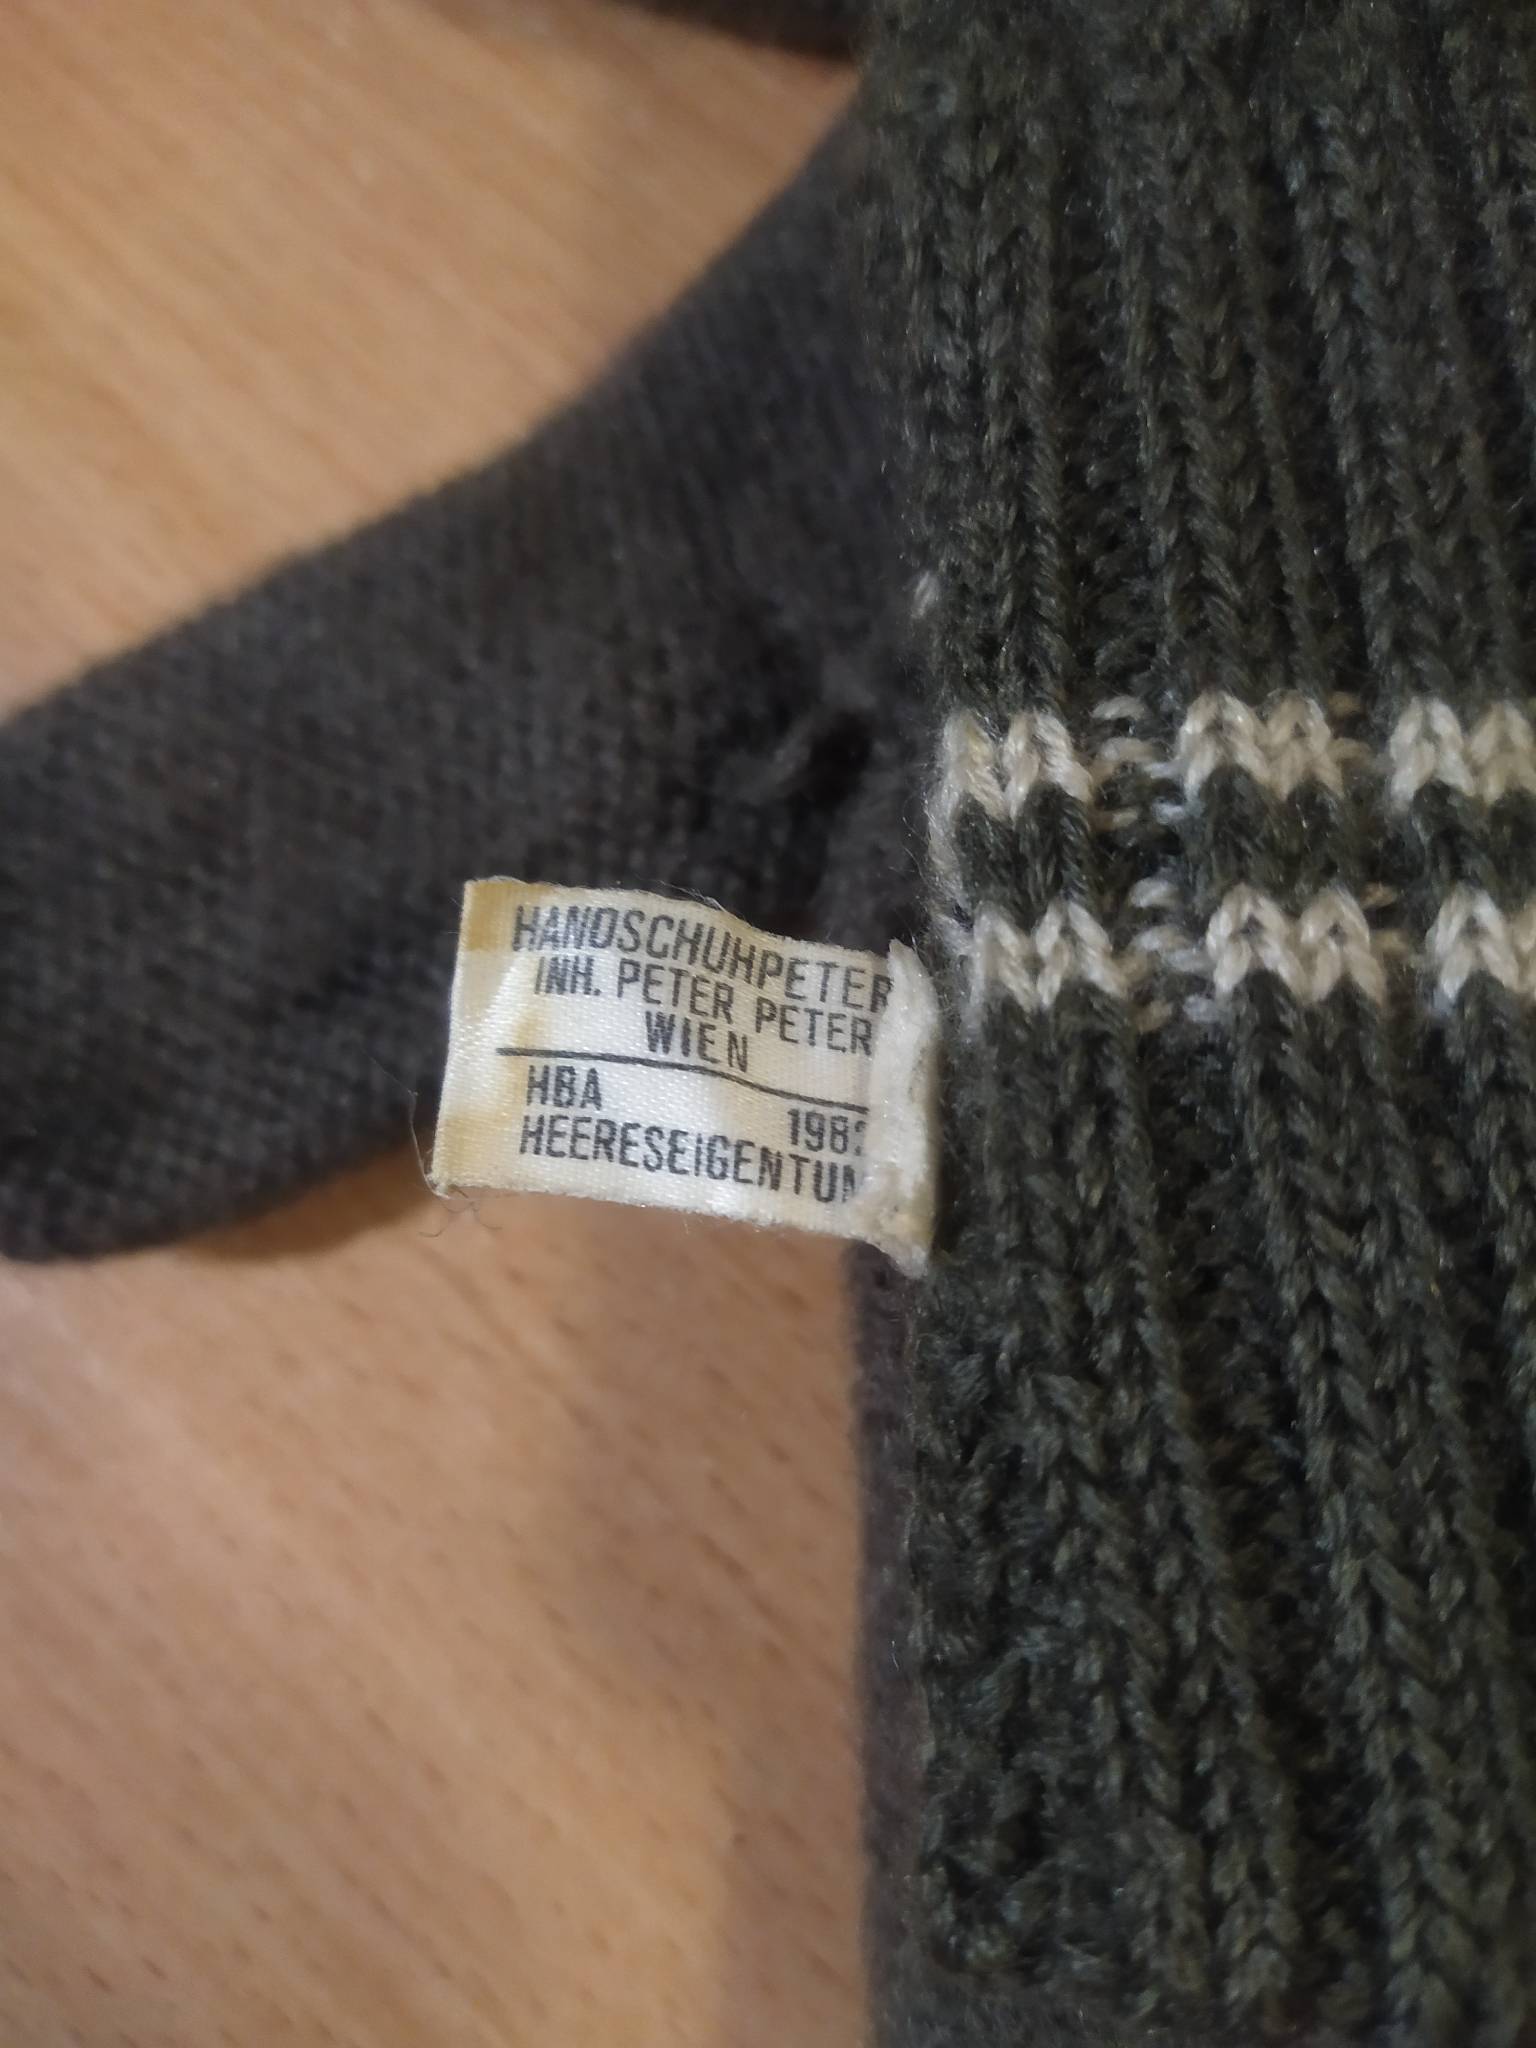 HANDSCHUHPETER
INH. PETER PETER
WIEN
HBA
198
HEERESEIGENTUM